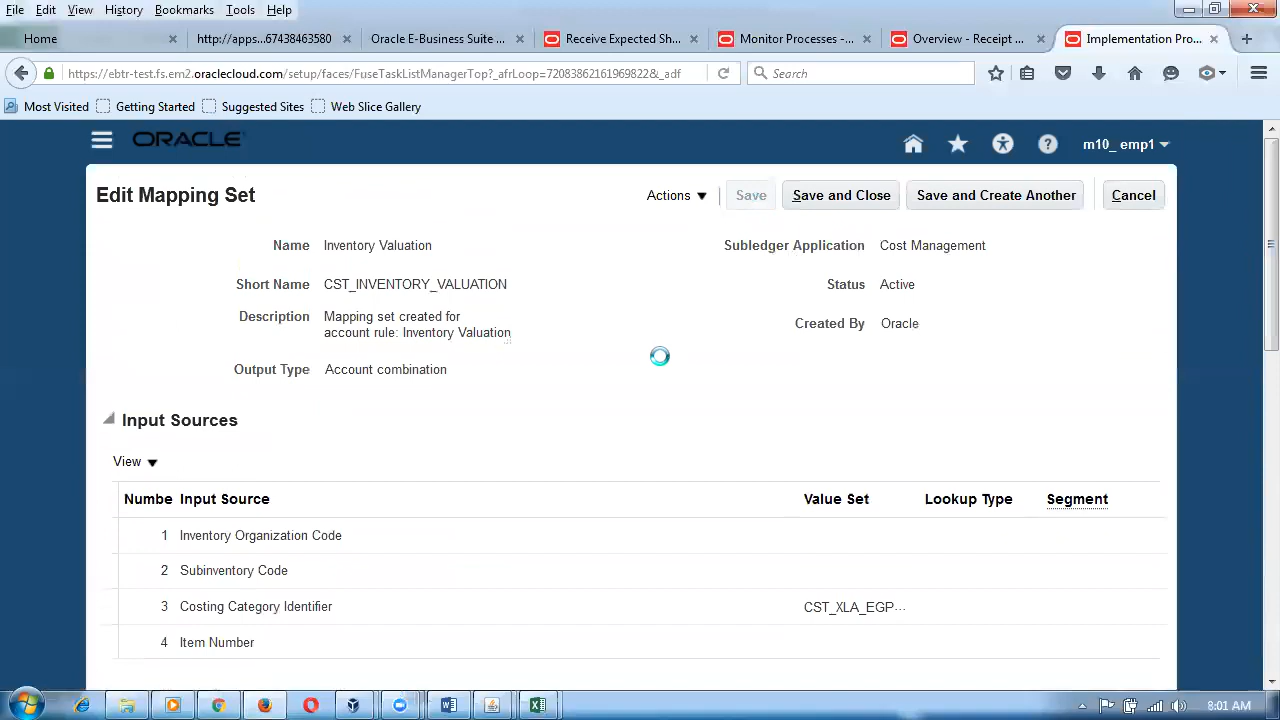 File Edit View History Bookmarks Tools Help
Home × http://apps...67438463580 × Oracle E-Business Suite ... × Receive Expected Sh... × Monitor Processes -... × Overview - Receipt ... × Implementation Pro... × +
https://ebtr-test.fs.em2.oraclecloud.com/setup/faces/FuseTaskListManagerTop?_afrLoop=72083862161969822&_adf Search
Most Visited Getting Started Suggested Sites Web Slice Gallery
ORACLE m10_ emp1
Edit Mapping Set Actions Save Save and Close Save and Create Another Cancel
Name Inventory Valuation Subledger Application Cost Management
Short Name CST_INVENTORY_VALUATION Status Active
Description Mapping set created for
account rule: Inventory Valuation
Created By Oracle
Output Type Account combination
Input Sources
View
Numbe Input Source Value Set Lookup Type Segment
1 Inventory Organization Code
2 Subinventory Code
3 Costing Category Identifier CST_XLA_EGP...
4 Item Number
8:01 AM